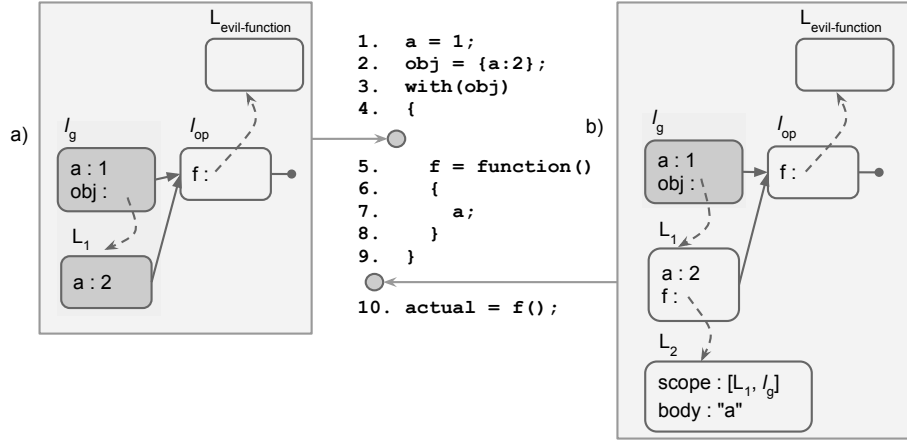 a)
L_evil-function
l_g
l_op
a : 1
obj :
f :
L_1
a : 2
1. a = 1;
2. obj = {a:2};
3. with(obj)
4. {
5. f = function()
6. {
7. a;
8. }
9. }
10. actual = f();
b)
L_evil-function
l_g
l_op
a : 1
obj :
f :
L_1
a : 2
f :
L_2
scope : [L_1, l_g]
body : "a"